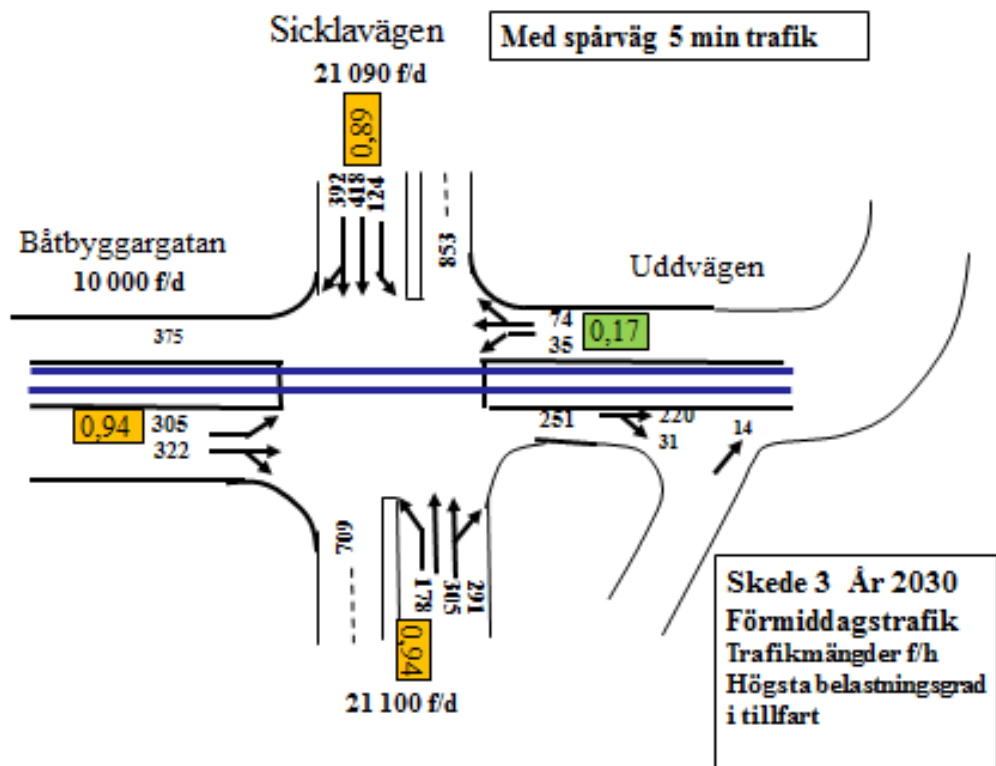 Sicklavägen
21 090 f/d
Med spårväg 5 min trafik
0,89
392
418
124
853
Båtbyggargatan
10 000 f/d
Uddvägen
375
74
35
0,17
0,94
305
322
251
220
31
14
709
178
305
291
0,94
21 100 f/d
Skede 3 År 2030
Förmiddagstrafik
Trafikmängder f/h
Högsta belastningsgrad
i tillfart